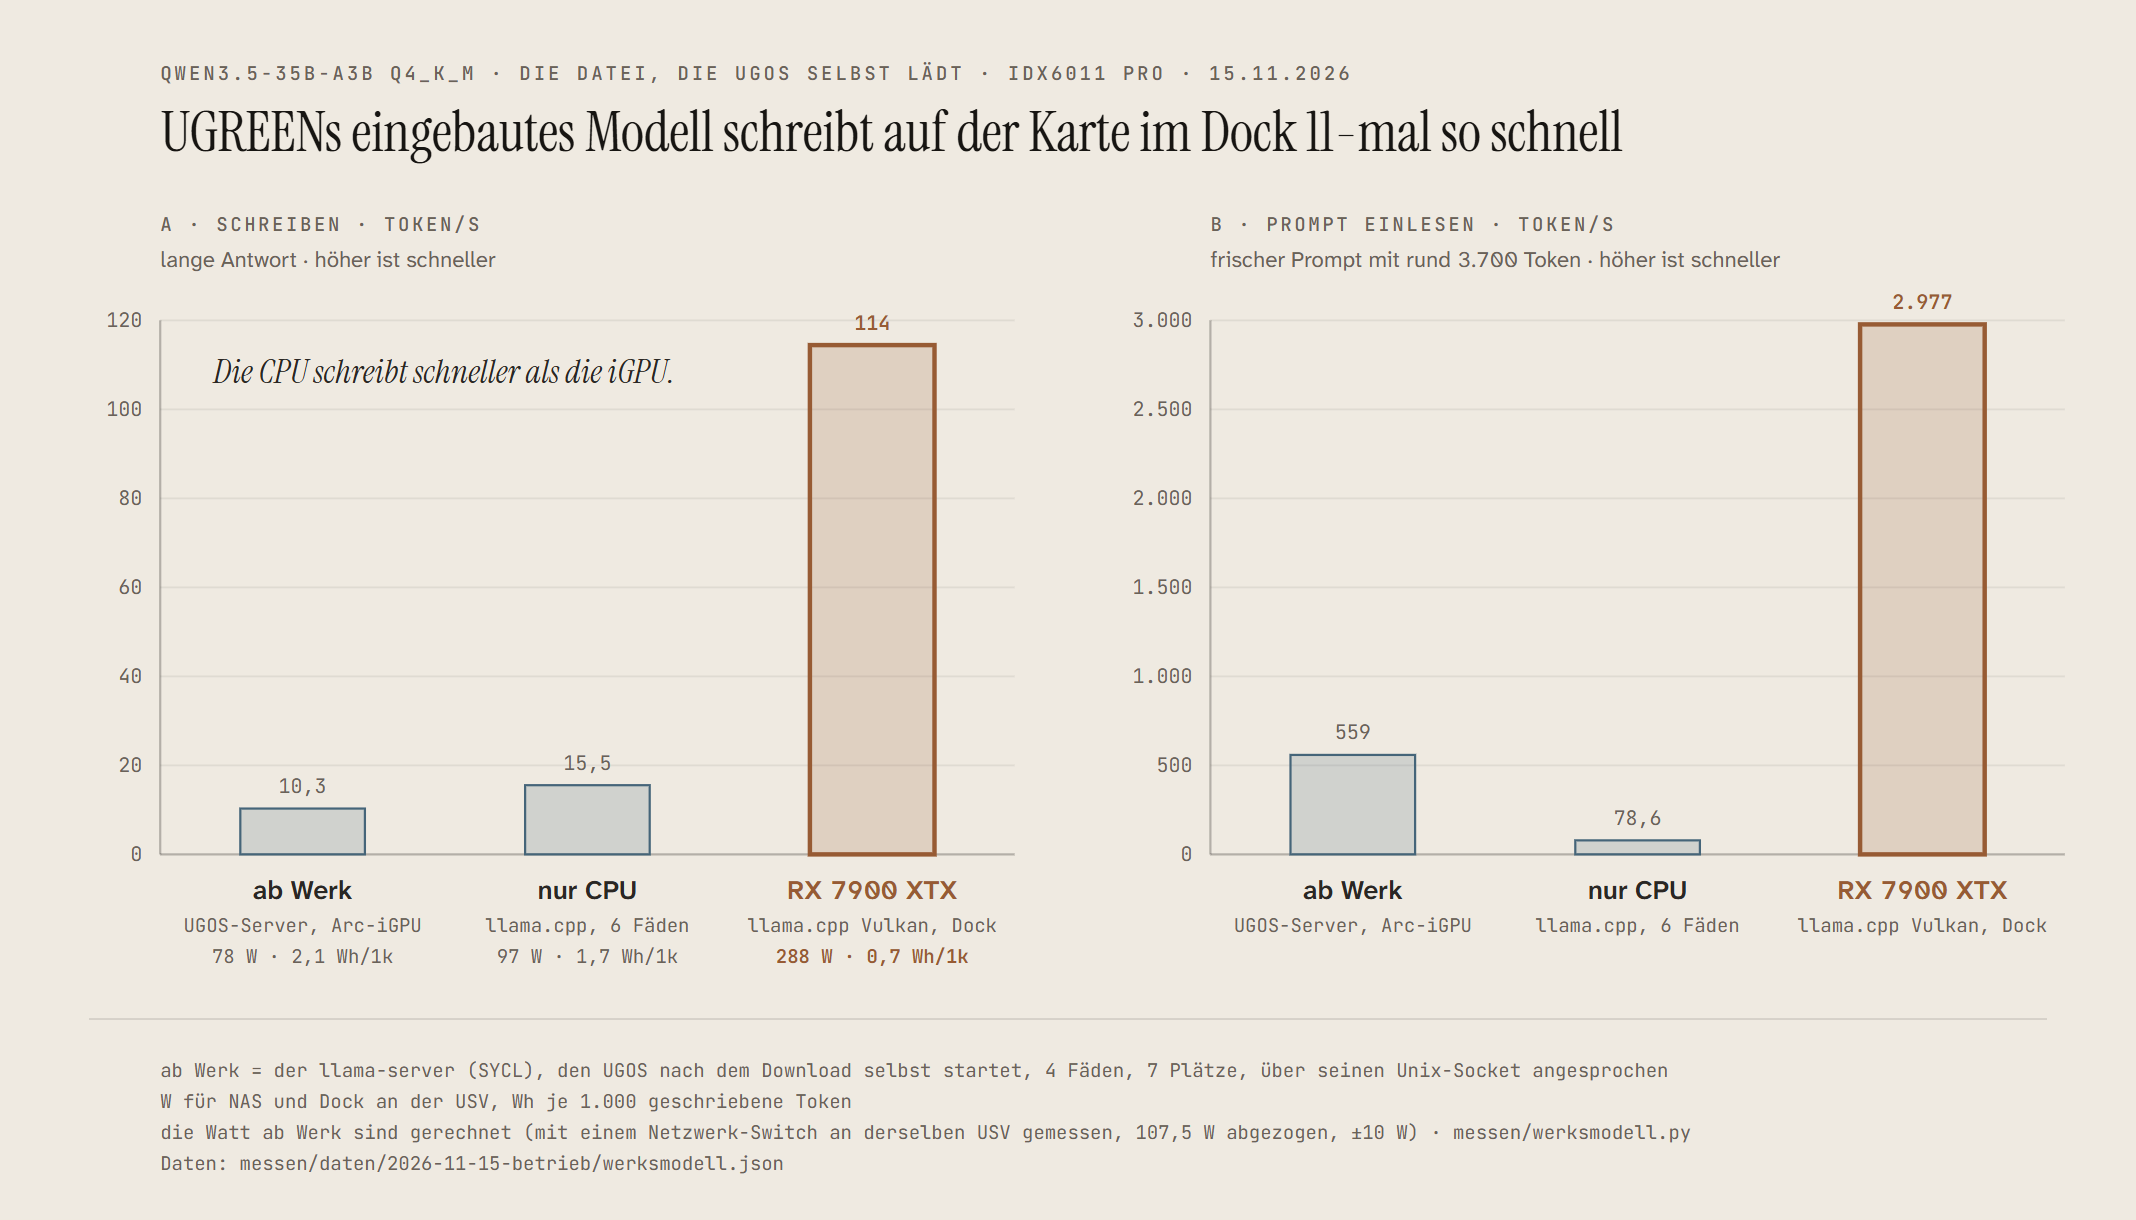 QWEN3.5-35B-A3B Q4_K_M · DIE DATEI, DIE UGOS SELBST LÄDT · IDX6011 PRO · 15.11.2026
UGREENs eingebautes Modell schreibt auf der Karte im Dock 11-mal so schnell
A · SCHREIBEN · TOKEN/S
lange Antwort · höher ist schneller
120
100
80
60
40
20
0
Die CPU schreibt schneller als die iGPU.
10,3
15,5
114
ab Werk
UGOS-Server, Arc-iGPU
78 W · 2,1 Wh/1k
nur CPU
llama.cpp, 6 Fäden
97 W · 1,7 Wh/1k
RX 7900 XTX
llama.cpp Vulkan, Dock
288 W · 0,7 Wh/1k
B · PROMPT EINLESEN · TOKEN/S
frischer Prompt mit rund 3.700 Token · höher ist schneller
3.000
2.500
2.000
1.500
1.000
500
0
559
78,6
2.977
ab Werk
UGOS-Server, Arc-iGPU
nur CPU
llama.cpp, 6 Fäden
RX 7900 XTX
llama.cpp Vulkan, Dock
ab Werk = der llama-server (SYCL), den UGOS nach dem Download selbst startet, 4 Fäden, 7 Plätze, über seinen Unix-Socket angesprochen
W für NAS und Dock an der USV, Wh je 1.000 geschriebene Token
die Watt ab Werk sind gerechnet (mit einem Netzwerk-Switch an derselben USV gemessen, 107,5 W abgezogen, ±10 W) · messen/werksmodell.py
Daten: messen/daten/2026-11-15-betrieb/werksmodell.json